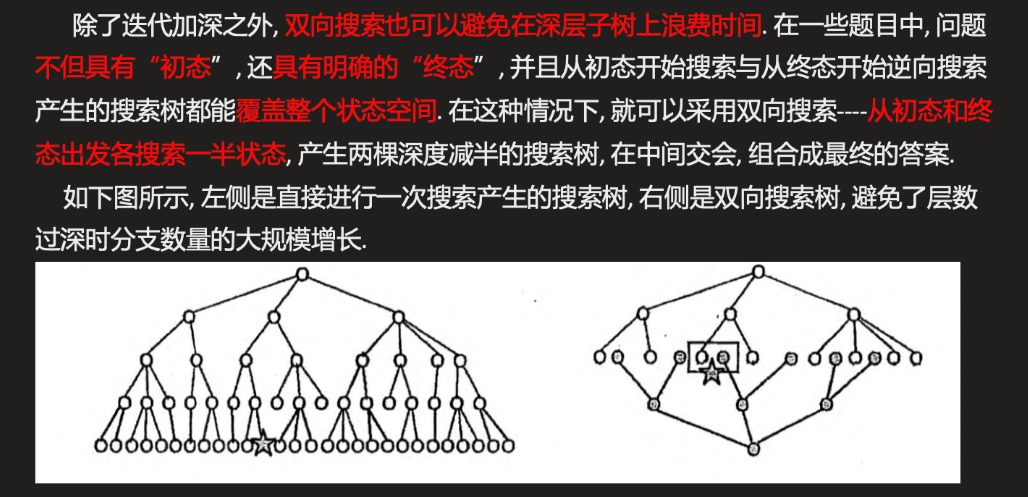 除了迭代加深之外, 双向搜索也可以避免在深层子树上浪费时间. 在一些题目中, 问题
不但具有“初态”, 还具有明确的“终态”, 并且从初态开始搜索与从终态开始逆向搜索
产生的搜索树都能覆盖整个状态空间. 在这种情况下, 就可以采用双向搜索----从初态和终
态出发各搜索一半状态, 产生两棵深度减半的搜索树, 在中间交会, 组合成最终的答案.
如下图所示, 左侧是直接进行一次搜索产生的搜索树, 右侧是双向搜索树, 避免了层数
过深时分支数量的大规模增长.